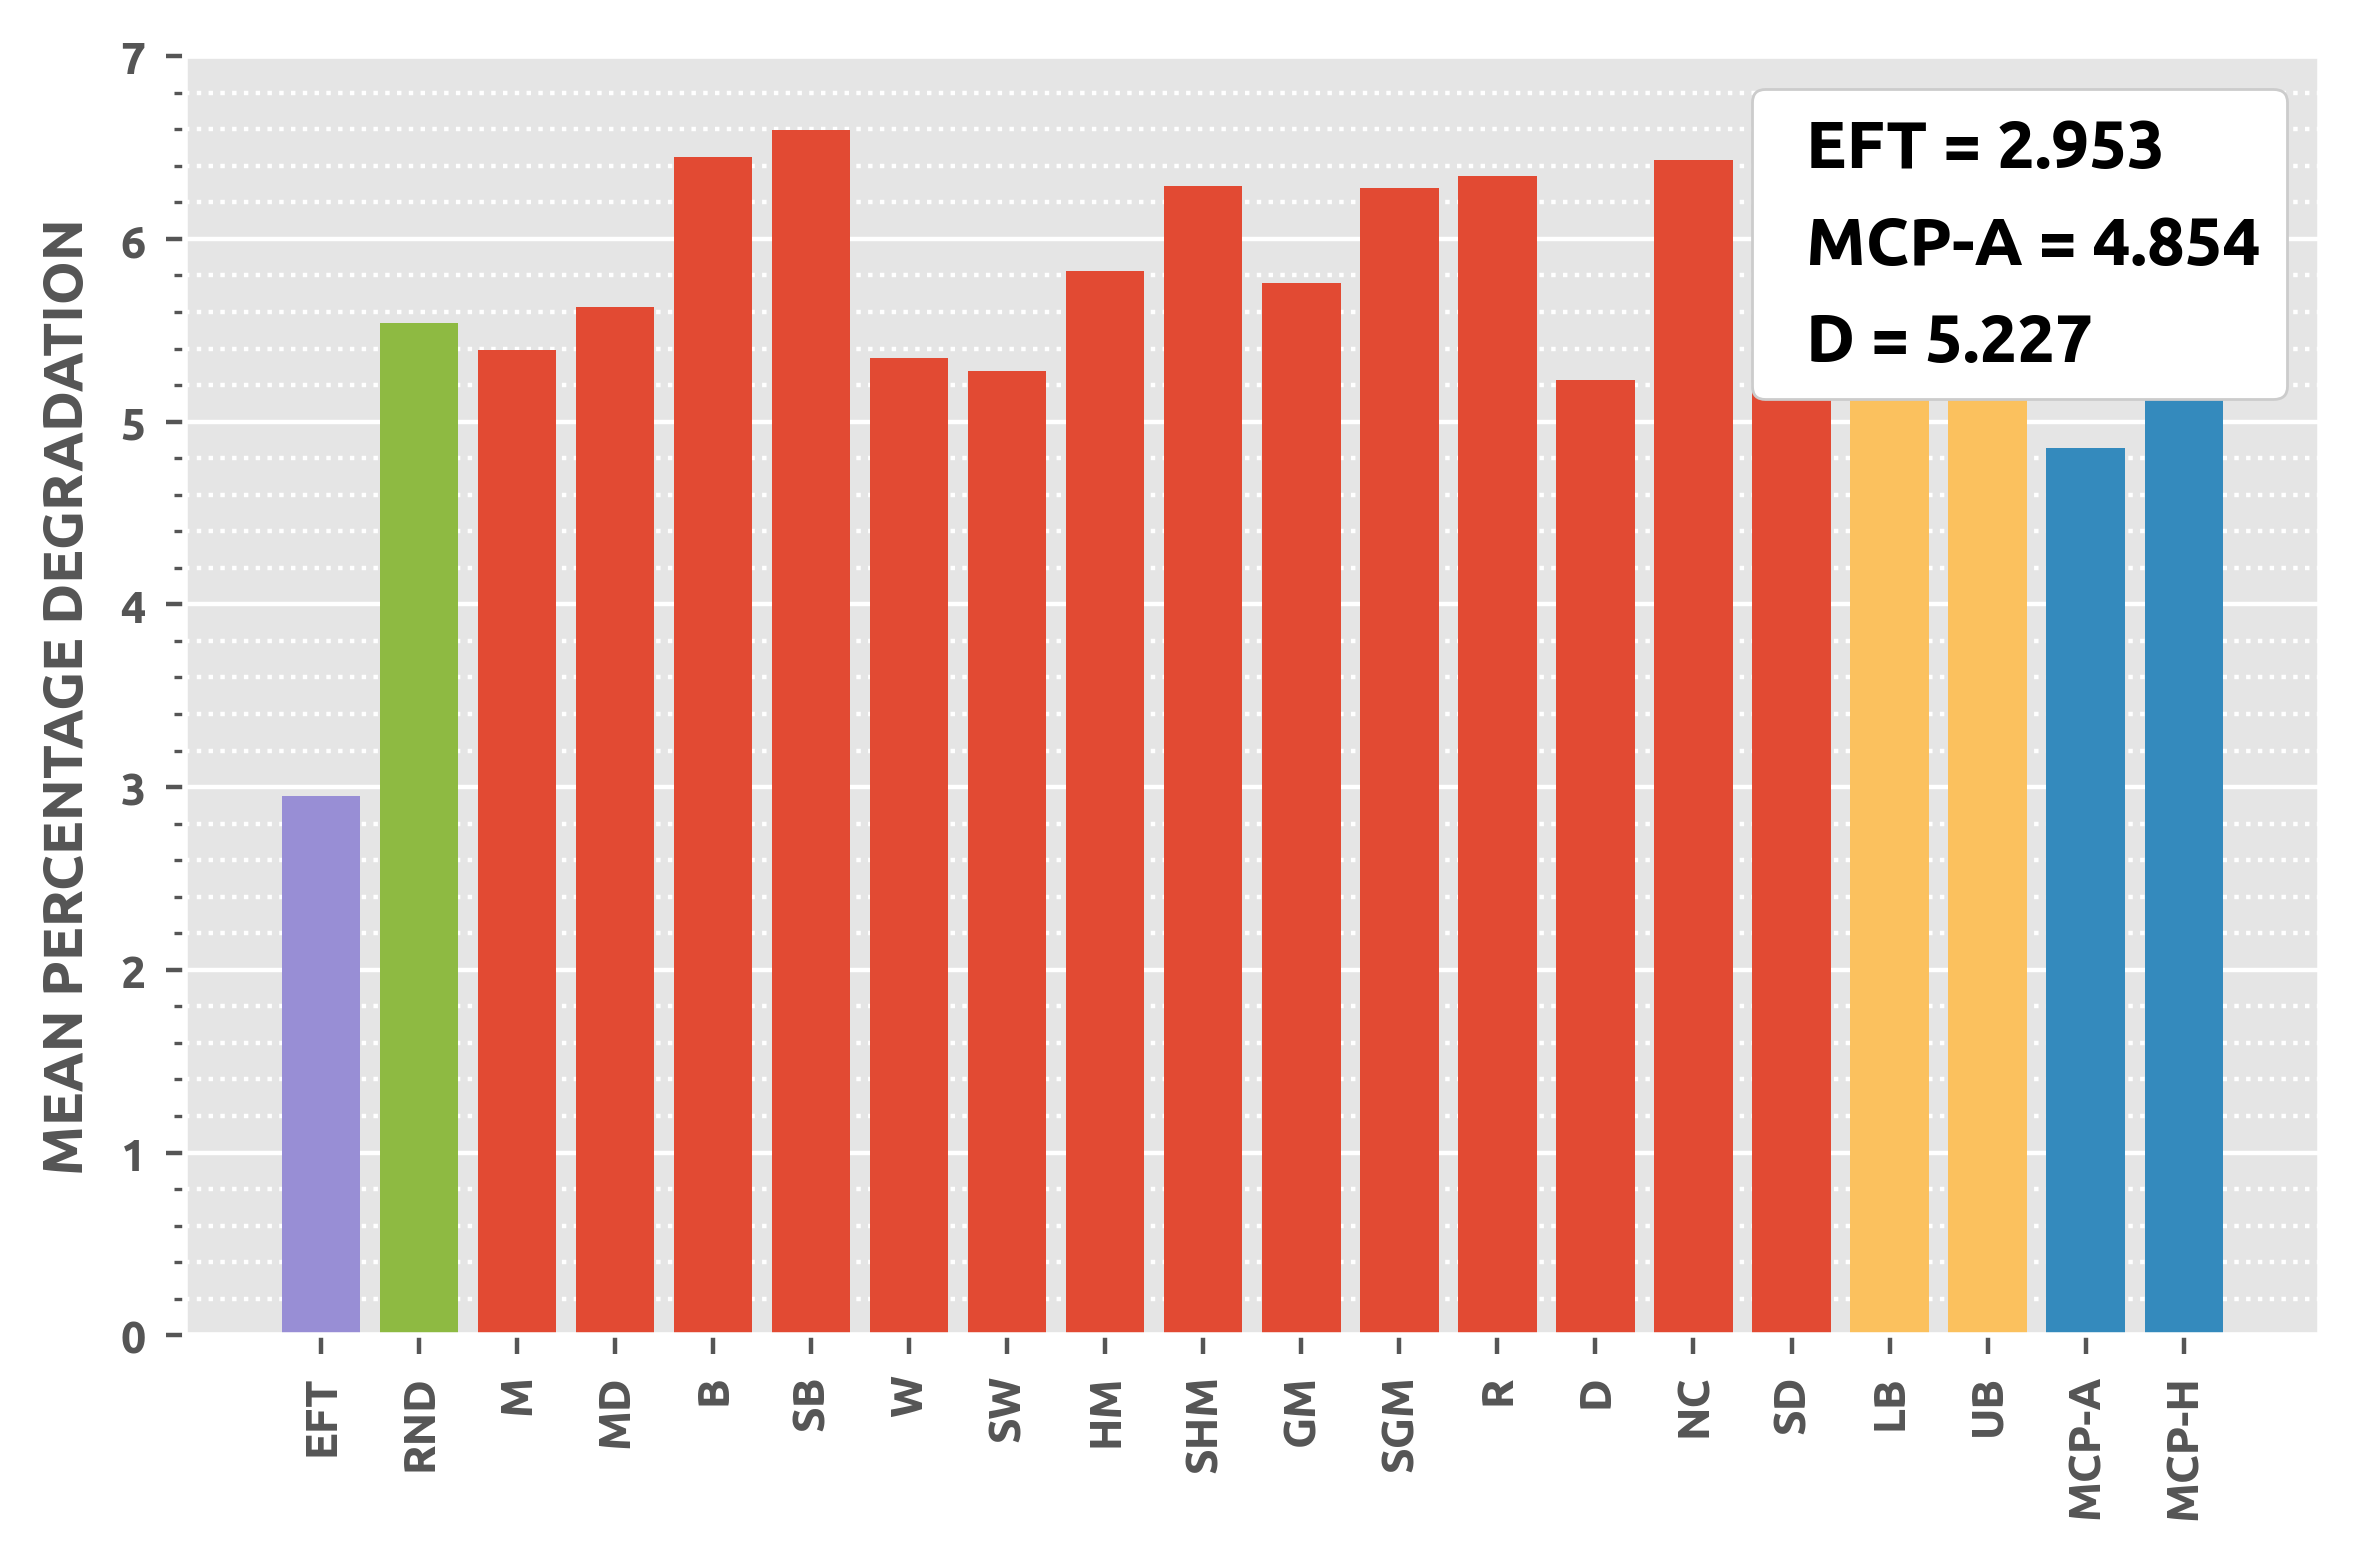 MEAN PERCENTAGE DEGRADATION
7
6
5
4
3
2
1
0
EFT = 2.953
MCP-A = 4.854
D = 5.227
EFT
RND
M
MD
B
SB
W
SW
HM
SHM
GM
SGM
R
D
NC
SD
LB
UB
MCP-A
MCP-H